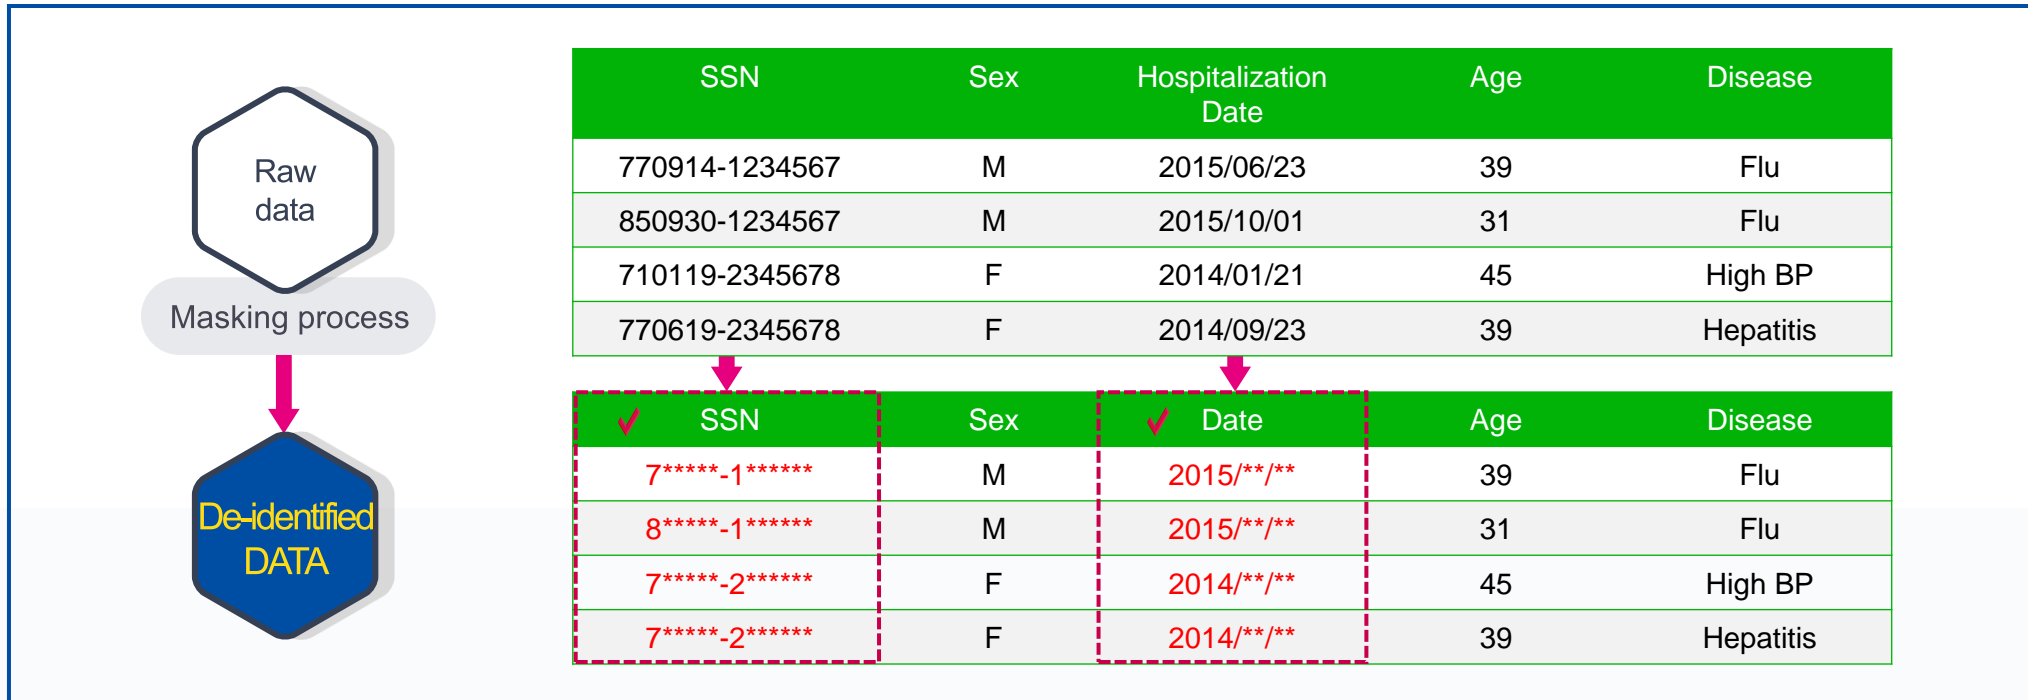 Raw
data
Masking process
De-identified
DATA
SSN Sex Hospitalization Date Age Disease
770914-1234567 M 2015/06/23 39 Flu
850930-1234567 M 2015/10/01 31 Flu
710119-2345678 F 2014/01/21 45 High BP
770619-2345678 F 2014/09/23 39 Hepatitis
SSN Sex Date Age Disease
7*****-1****** M 2015/**/** 39 Flu
8*****-1****** M 2015/**/** 31 Flu
7*****-2****** F 2014/**/** 45 High BP
7*****-2****** F 2014/**/** 39 Hepatitis